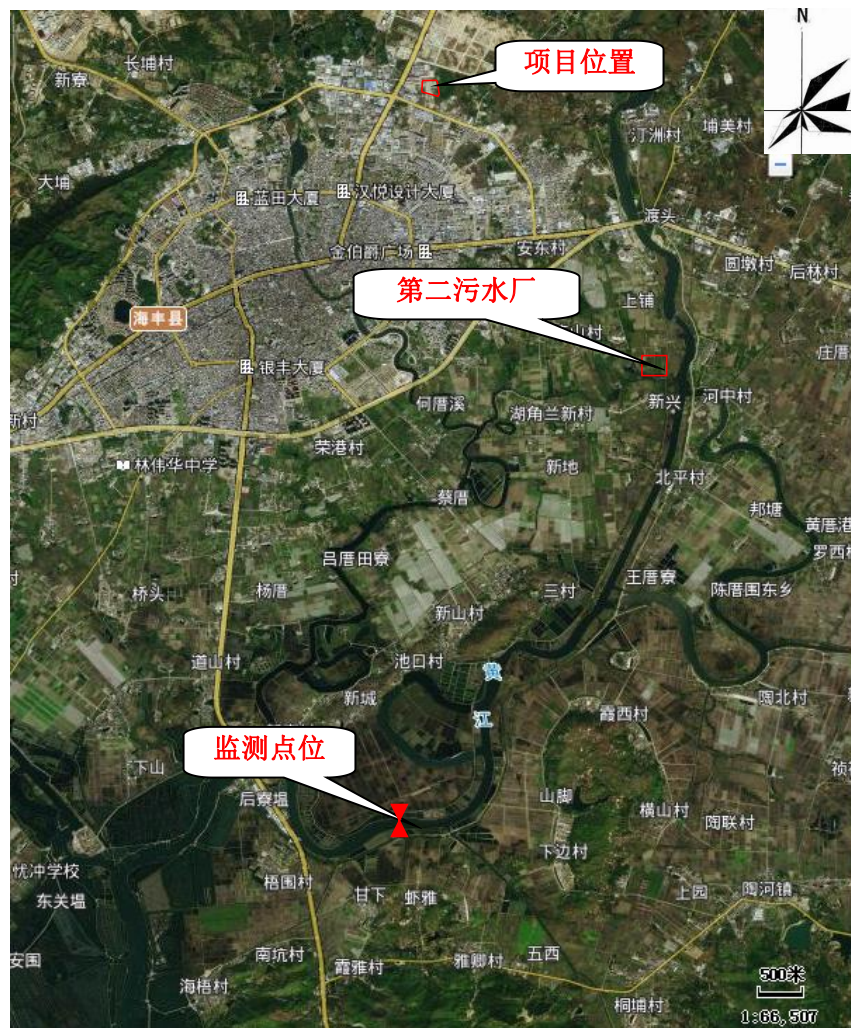 N
项目位置
长埔村
新寮
埔美村
汀洲村
大埔
蓝田大厦
汉悦设计大厦
渡头
金伯爵广场
安东村
圆墩村
后林村
第二污水厂
上铺
海丰县
山村
银丰大厦
新兴
河中村
何厝溪
湖角兰新村
新村
荣港村
林伟华中学
新地
北平村
蔡厝
邦塘
黄厝港
吕厝田寮
王厝寮
三村
陈厝围东乡
桥头
杨厝
新山村
道山村
池口村
黄
江
新城
陶北村
霞西村
监测点位
下山
后寮塭
山脚
横山村
陶联村
下边村
忧冲学校
东关塭
梧围村
甘下
虾雅
上园
陶河镇
安国
南坑村
霞雅村
雅卿村
五西
海梧村
桐埔村
500米
1:66,507